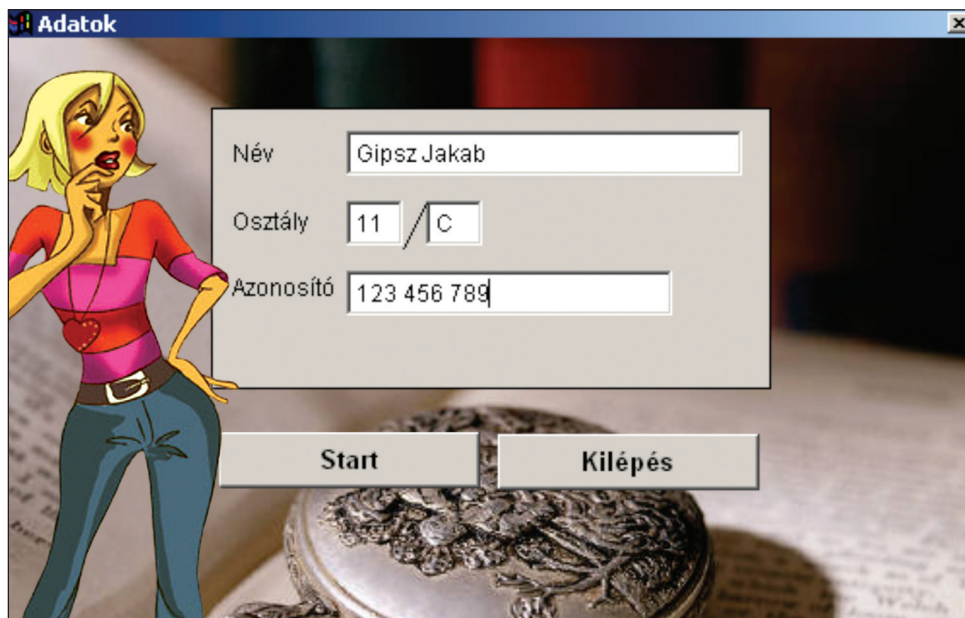 Adatok
Név
Gipsz Jakab
Osztály
11 / C
Azonosító
123 456 789
Start
Kilépés